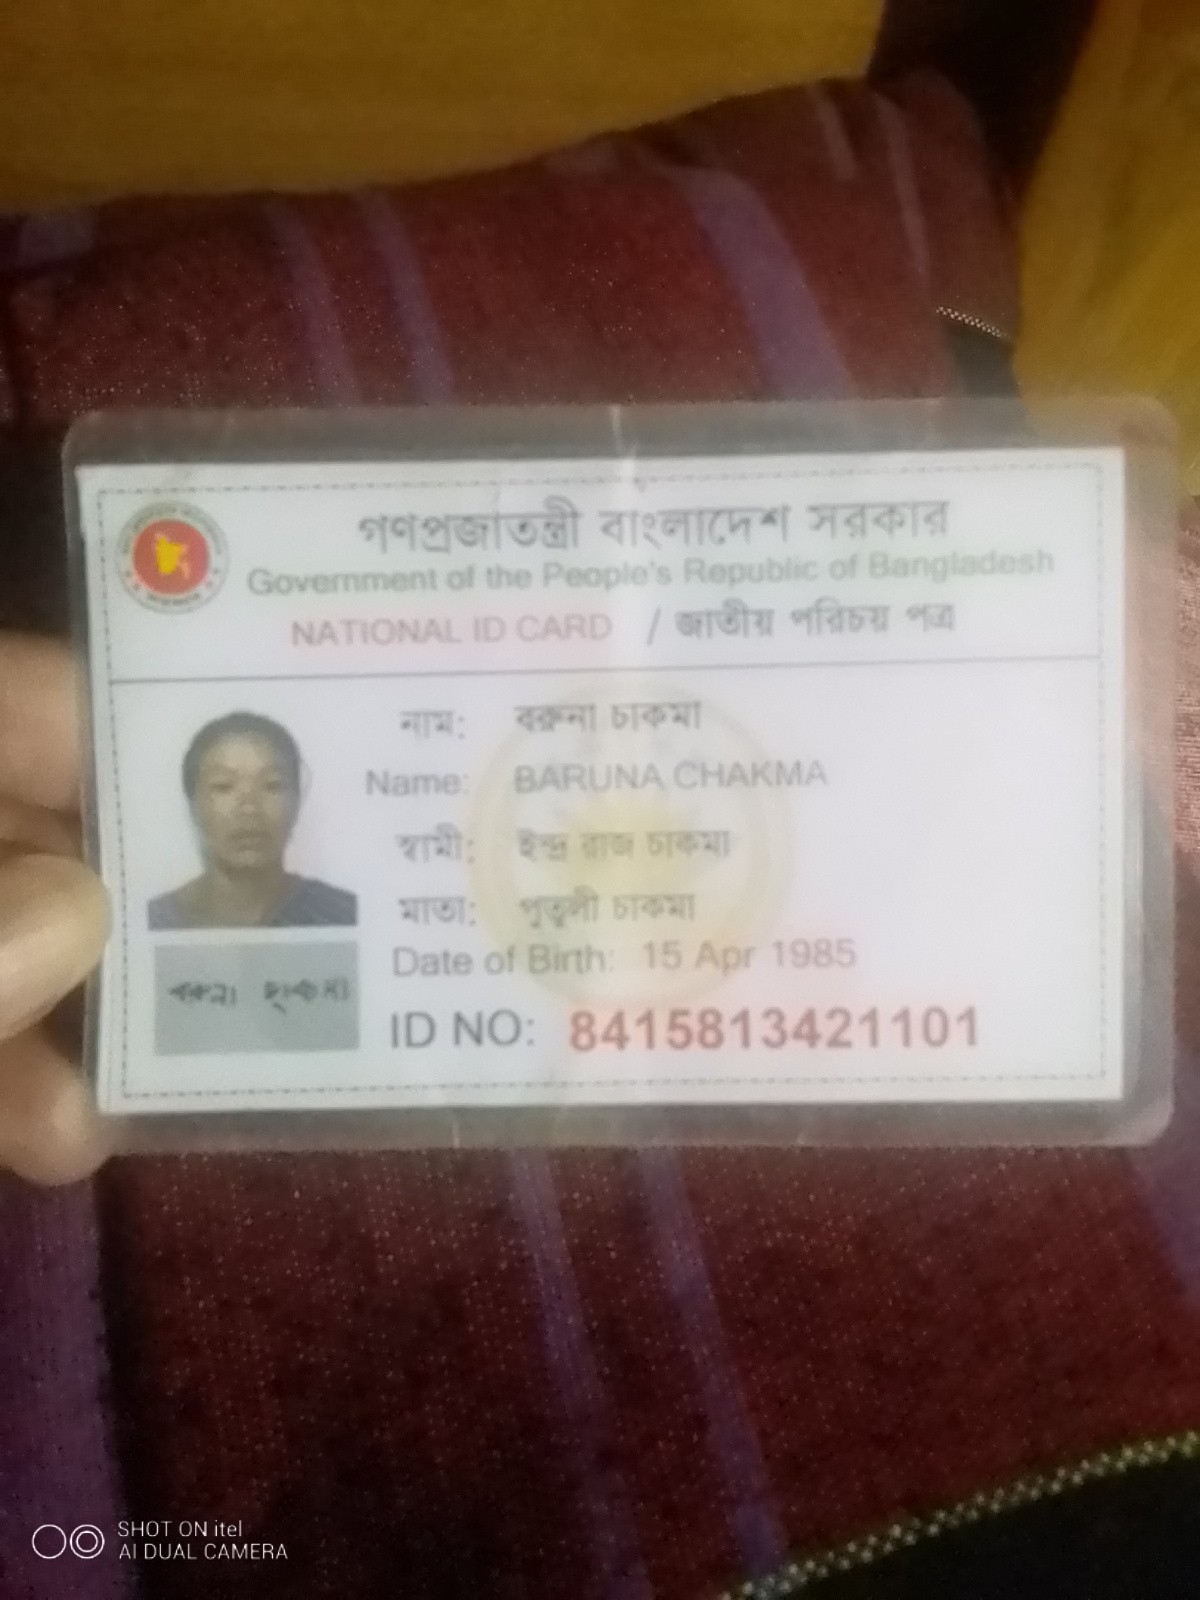 গণপ্রজাতন্ত্রী বাংলাদেশ সরকার
Government of the People's Republic of Bangladesh
NATIONAL ID CARD / জাতীয় পরিচয় পত্র
নাম: বরুনা চাকমা
Name: BARUNA CHAKMA
স্বামী: ইন্দ্র রাজ চাকমা
মাতা: পুতুলী চাকমা
Date of Birth: 15 Apr 1985
ID NO: 8415813421101
বরুনা চাকমা
SHOT ON itel
AI DUAL CAMERA